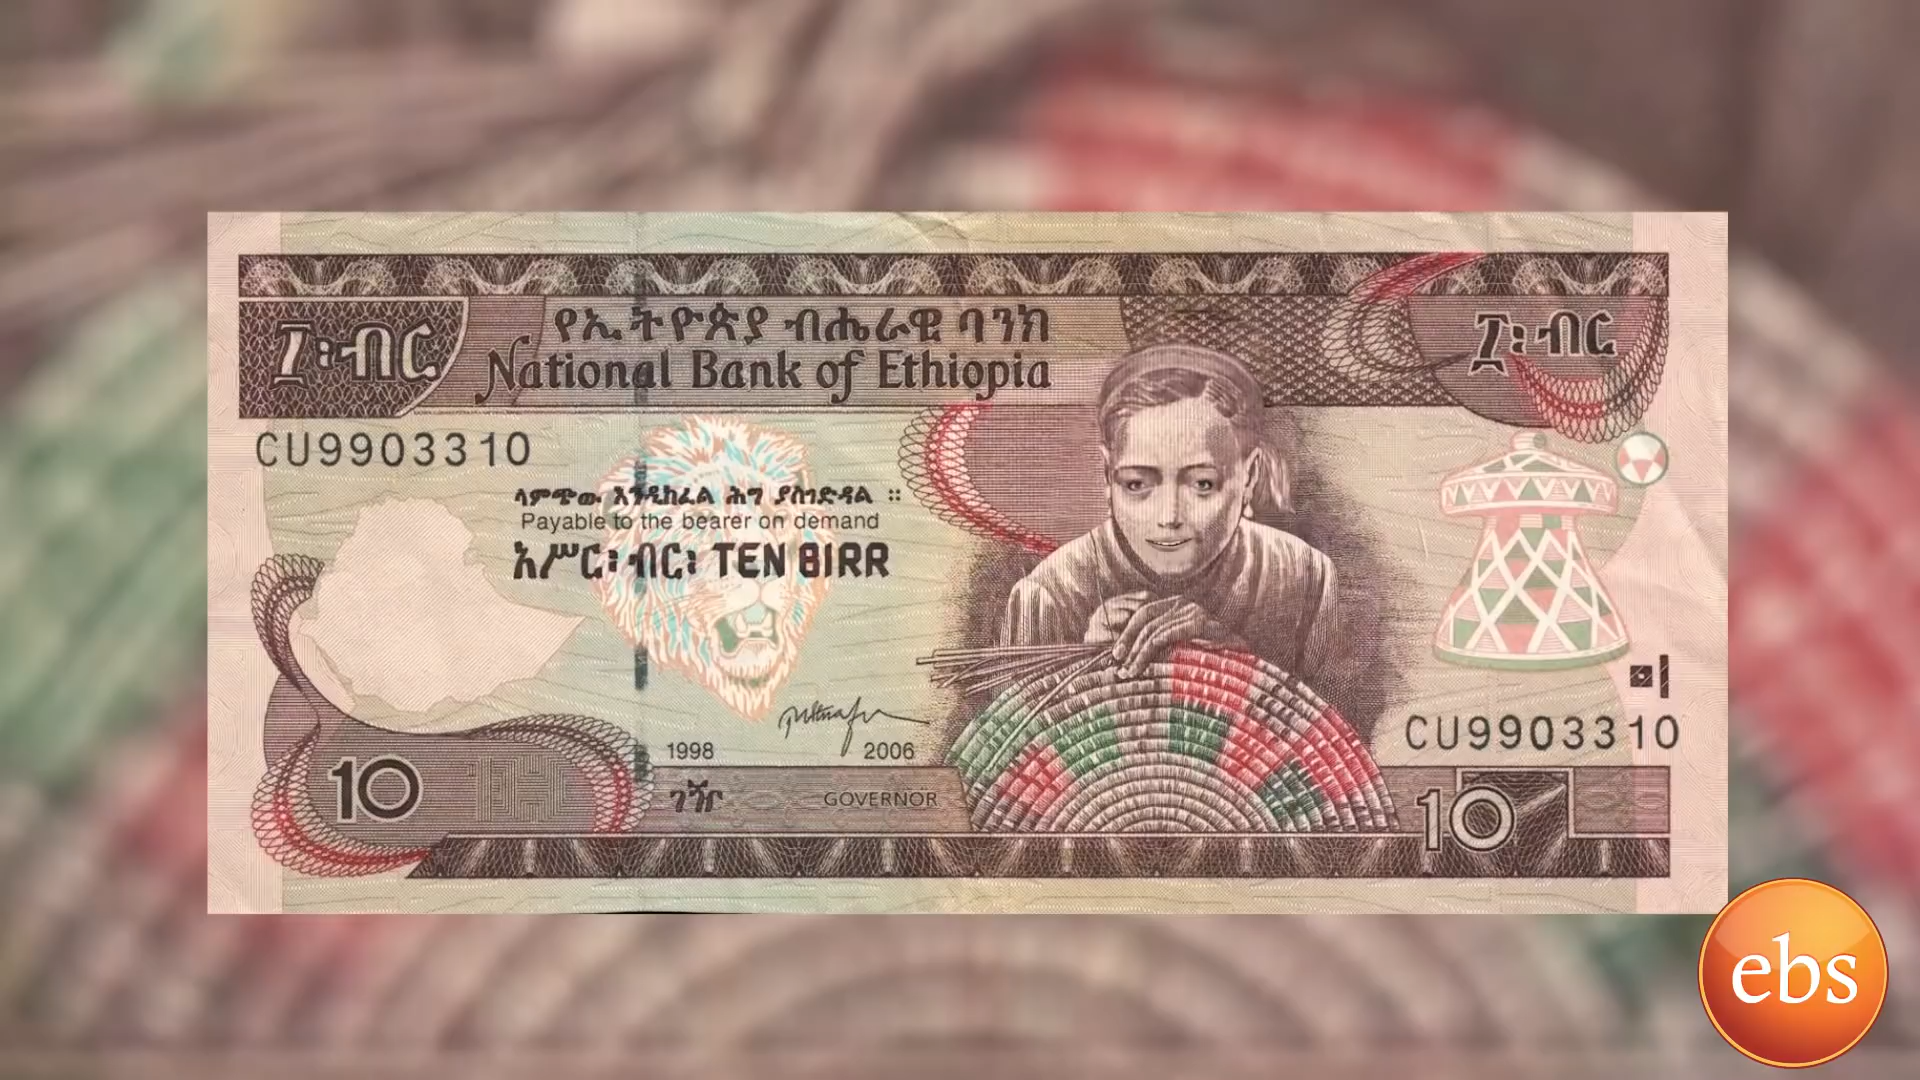 ፲፡ብር
የኢትዮጵያ ብሔራዊ ባንክ
National Bank of Ethiopia
፲፡ብር
CU9903310
ላምጭው እንዲከፈል ሕግ ያስገድዳል ።
Payable to the bearer on demand
አሥር፡ ብር፡ TEN BIRR
1998 2006
CU9903310
10
ገዥ GOVERNOR
10
ebs